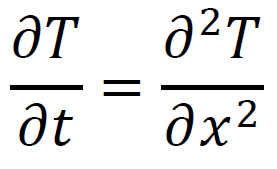 ∂T/∂t = ∂²T/∂x²